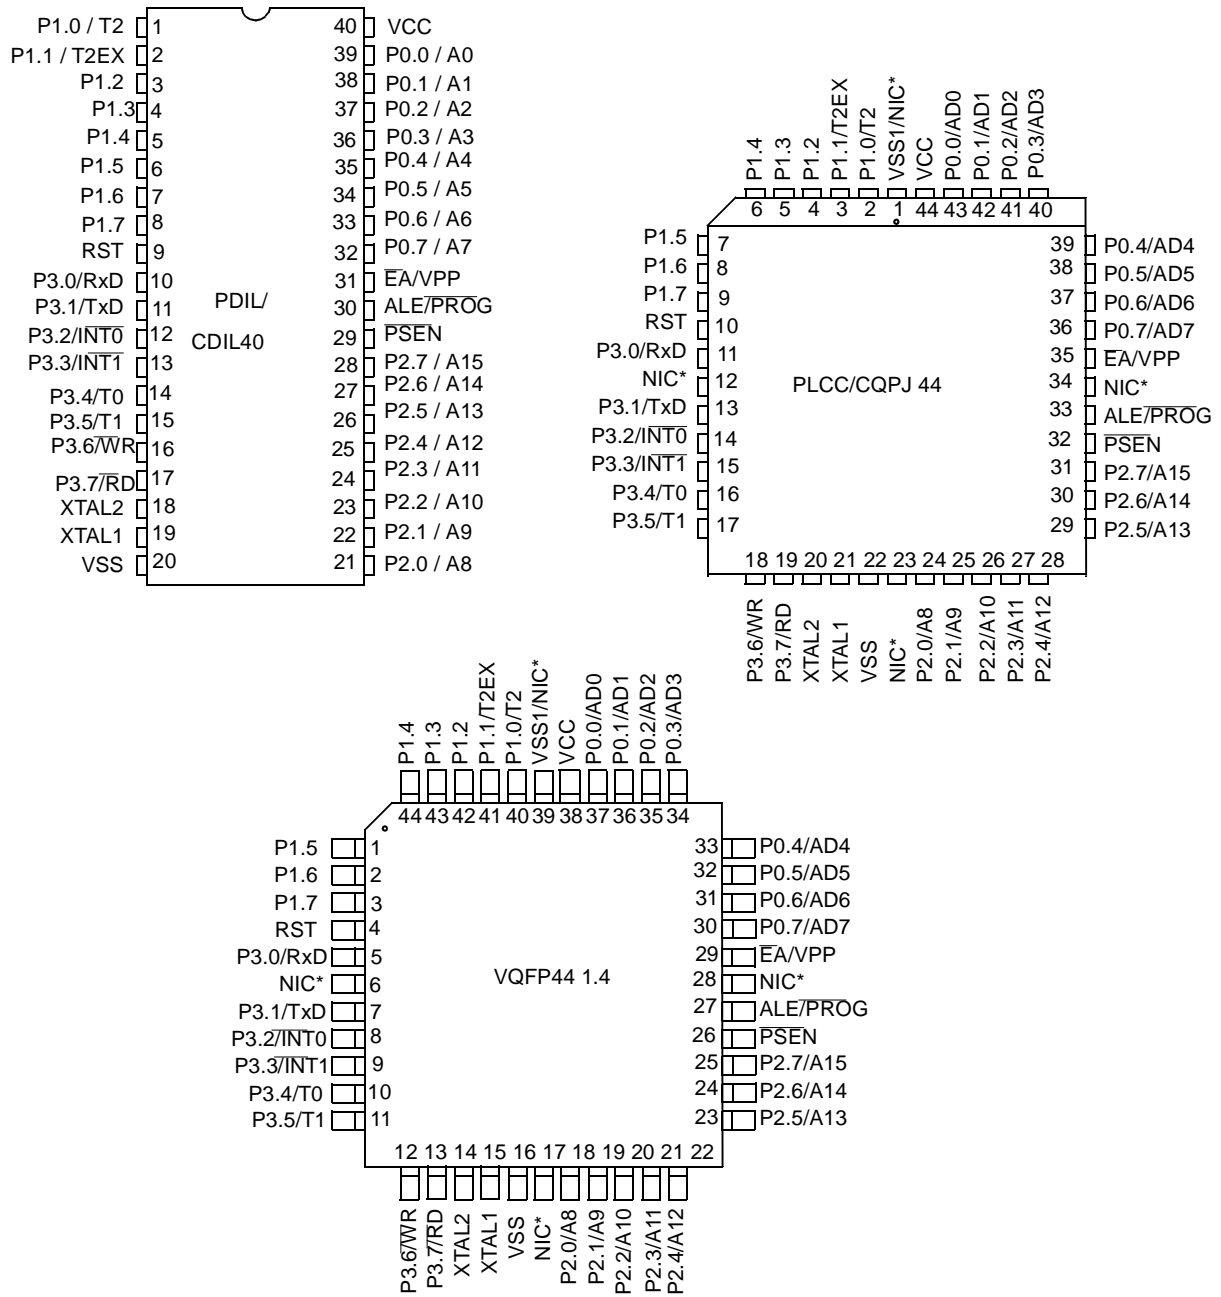 P1.0 / T2 1 40 VCC
P1.1 / T2EX 2 39 P0.0 / A0
P1.2 3 38 P0.1 / A1
P1.3 4 37 P0.2 / A2
P1.4 5 36 P0.3 / A3
P1.5 6 35 P0.4 / A4
P1.6 7 34 P0.5 / A5
P1.7 8 33 P0.6 / A6
RST 9 32 P0.7 / A7
P3.0/RxD 10 31 EA/VPP
P3.1/TxD 11 30 ALE/PROG
P3.2/INT0 12 29 PSEN
P3.3/INT1 13 28 P2.7 / A15
P3.4/T0 14 27 P2.6 / A14
P3.5/T1 15 26 P2.5 / A13
P3.6/WR 16 25 P2.4 / A12
P3.7/RD 17 24 P2.3 / A11
XTAL2 18 23 P2.2 / A10
XTAL1 19 22 P2.1 / A9
VSS 20 21 P2.0 / A8
PDIL/
CDIL40
P1.4 P1.3 P1.2 P1.1/T2EX P1.0/T2 VSS1/NIC* VCC P0.0/AD0 P0.1/AD1 P0.2/AD2 P0.3/AD3
6 5 4 3 2 1 44 43 42 41 40
P1.5 7 39 P0.4/AD4
P1.6 8 38 P0.5/AD5
P1.7 9 37 P0.6/AD6
RST 10 36 P0.7/AD7
P3.0/RxD 11 35 EA/VPP
NIC* 12 34 NIC*
P3.1/TxD 13 33 ALE/PROG
P3.2/INT0 14 32 PSEN
P3.3/INT1 15 31 P2.7/A15
P3.4/T0 16 30 P2.6/A14
P3.5/T1 17 29 P2.5/A13
PLCC/CQPJ 44
18 19 20 21 22 23 24 25 26 27 28
P3.6/WR P3.7/RD XTAL2 XTAL1 VSS NIC* P2.0/A8 P2.1/A9 P2.2/A10 P2.3/A11 P2.4/A12
P1.4 P1.3 P1.2 P1.1/T2EX P1.0/T2 VSS1/NIC* VCC P0.0/AD0 P0.1/AD1 P0.2/AD2 P0.3/AD3
44 43 42 41 40 39 38 37 36 35 34
P1.5 1 33 P0.4/AD4
P1.6 2 32 P0.5/AD5
P1.7 3 31 P0.6/AD6
RST 4 30 P0.7/AD7
P3.0/RxD 5 29 EA/VPP
NIC* 6 28 NIC*
P3.1/TxD 7 27 ALE/PROG
P3.2/INT0 8 26 PSEN
P3.3/INT1 9 25 P2.7/A15
P3.4/T0 10 24 P2.6/A14
P3.5/T1 11 23 P2.5/A13
VQFP44 1.4
12 13 14 15 16 17 18 19 20 21 22
P3.6/WR P3.7/RD XTAL2 XTAL1 VSS NIC* P2.0/A8 P2.1/A9 P2.2/A10 P2.3/A11 P2.4/A12